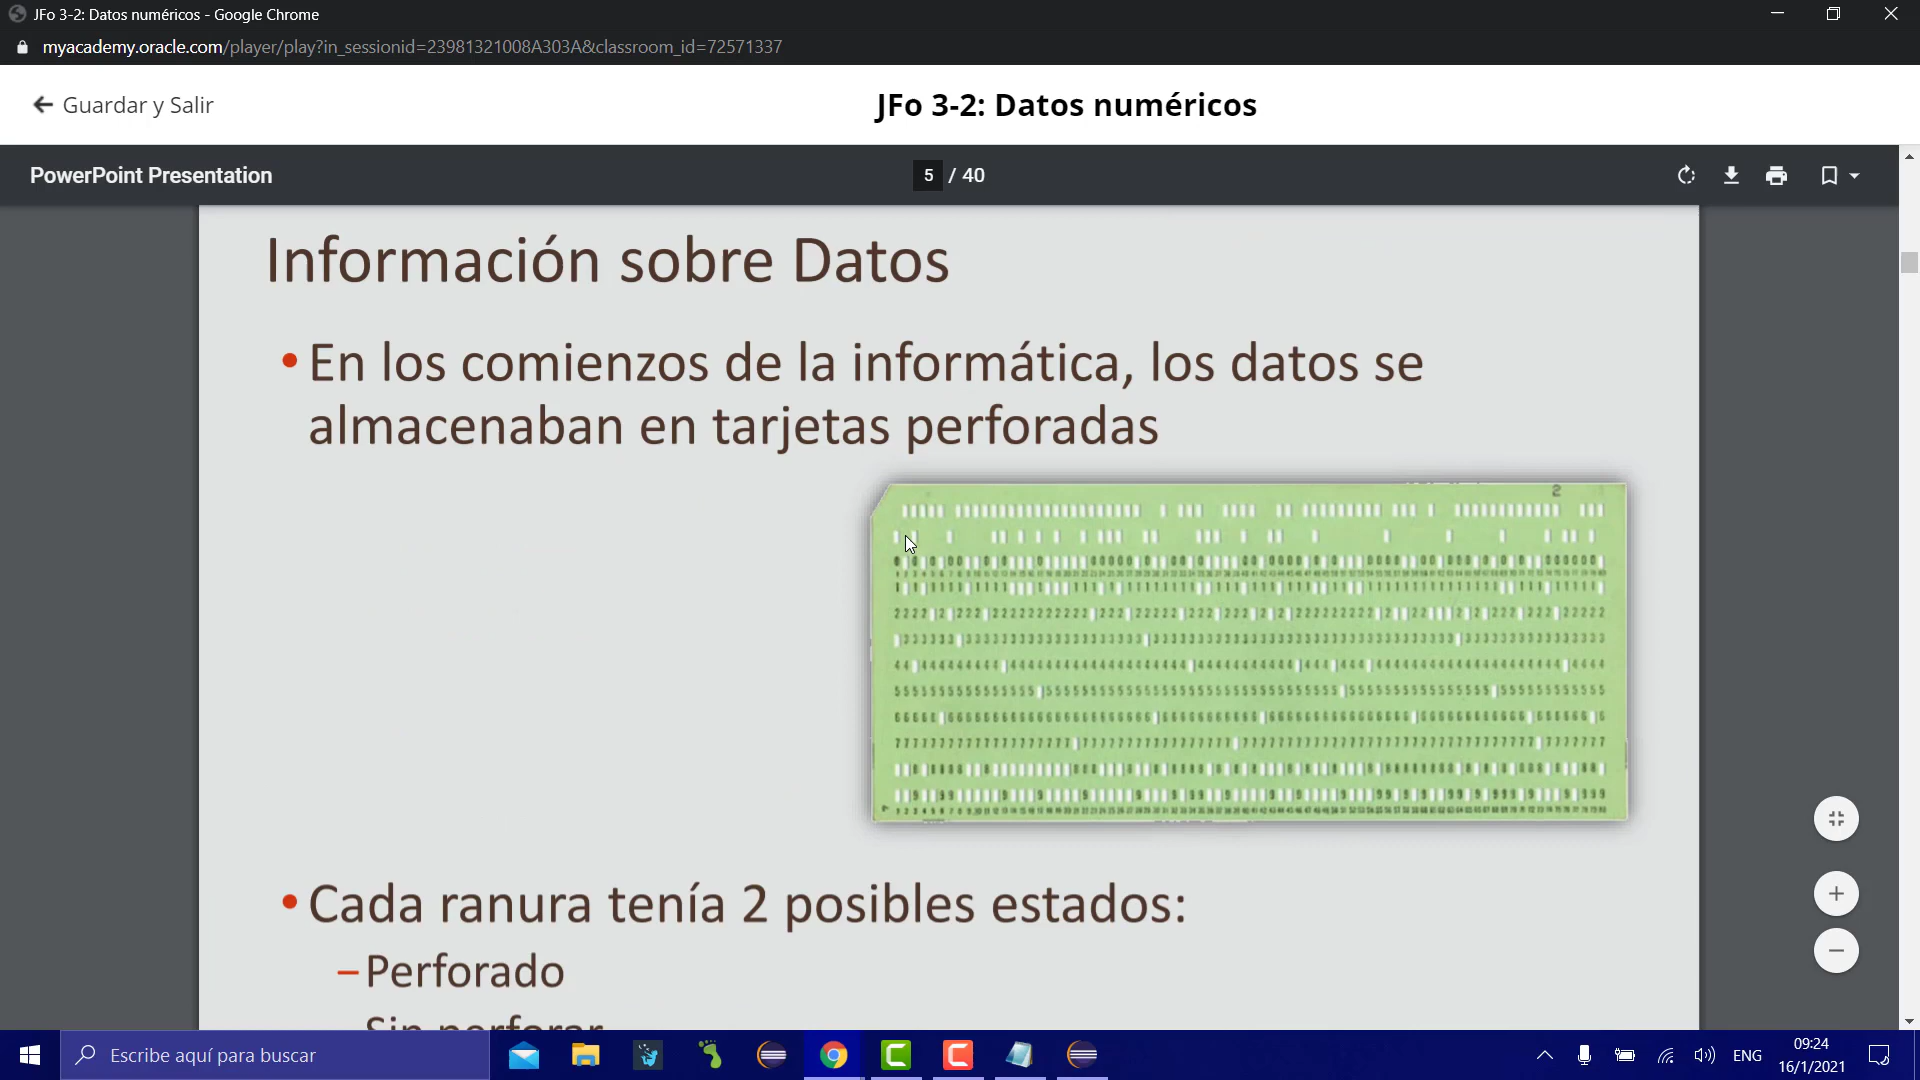 JFo 3-2: Datos numéricos - Google Chrome
myacademy.oracle.com/player/play?in_sessionid=23981321008A303A&classroom_id=72571337
Guardar y Salir
JFo 3-2: Datos numéricos
PowerPoint Presentation
5 / 40
Información sobre Datos
• En los comienzos de la informática, los datos se
almacenaban en tarjetas perforadas
2
• Cada ranura tenía 2 posibles estados:
– Perforado
Sin perforar
Escribe aquí para buscar
ENG
09:24
16/1/2021